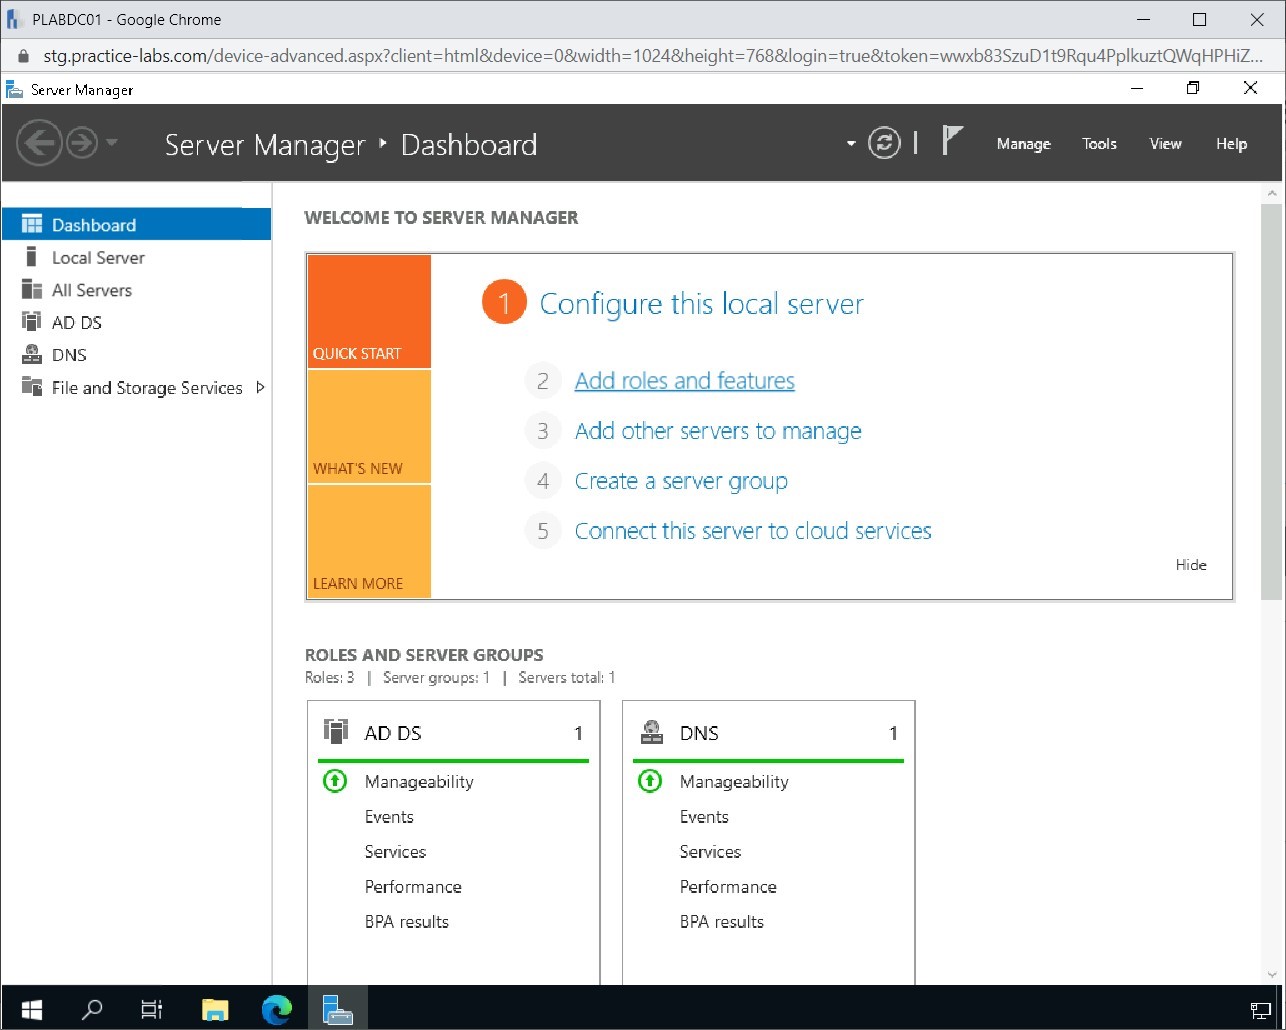 PLABDC01 - Google Chrome
stg.practice-labs.com/device-advanced.aspx?client=html&device=0&width=1024&height=768&login=true&token=wwxb83SzuD1t9Rqu4PplkuztQWqHPHiZ...
Server Manager
Server Manager Dashboard
Manage Tools View Help
Dashboard
Local Server
All Servers
AD DS
DNS
File and Storage Services
WELCOME TO SERVER MANAGER
QUICK START
WHAT'S NEW
LEARN MORE
1 Configure this local server
2 Add roles and features
3 Add other servers to manage
4 Create a server group
5 Connect this server to cloud services
Hide
ROLES AND SERVER GROUPS
Roles: 3 | Server groups: 1 | Servers total: 1
AD DS 1
Manageability
Events
Services
Performance
BPA results
DNS 1
Manageability
Events
Services
Performance
BPA results